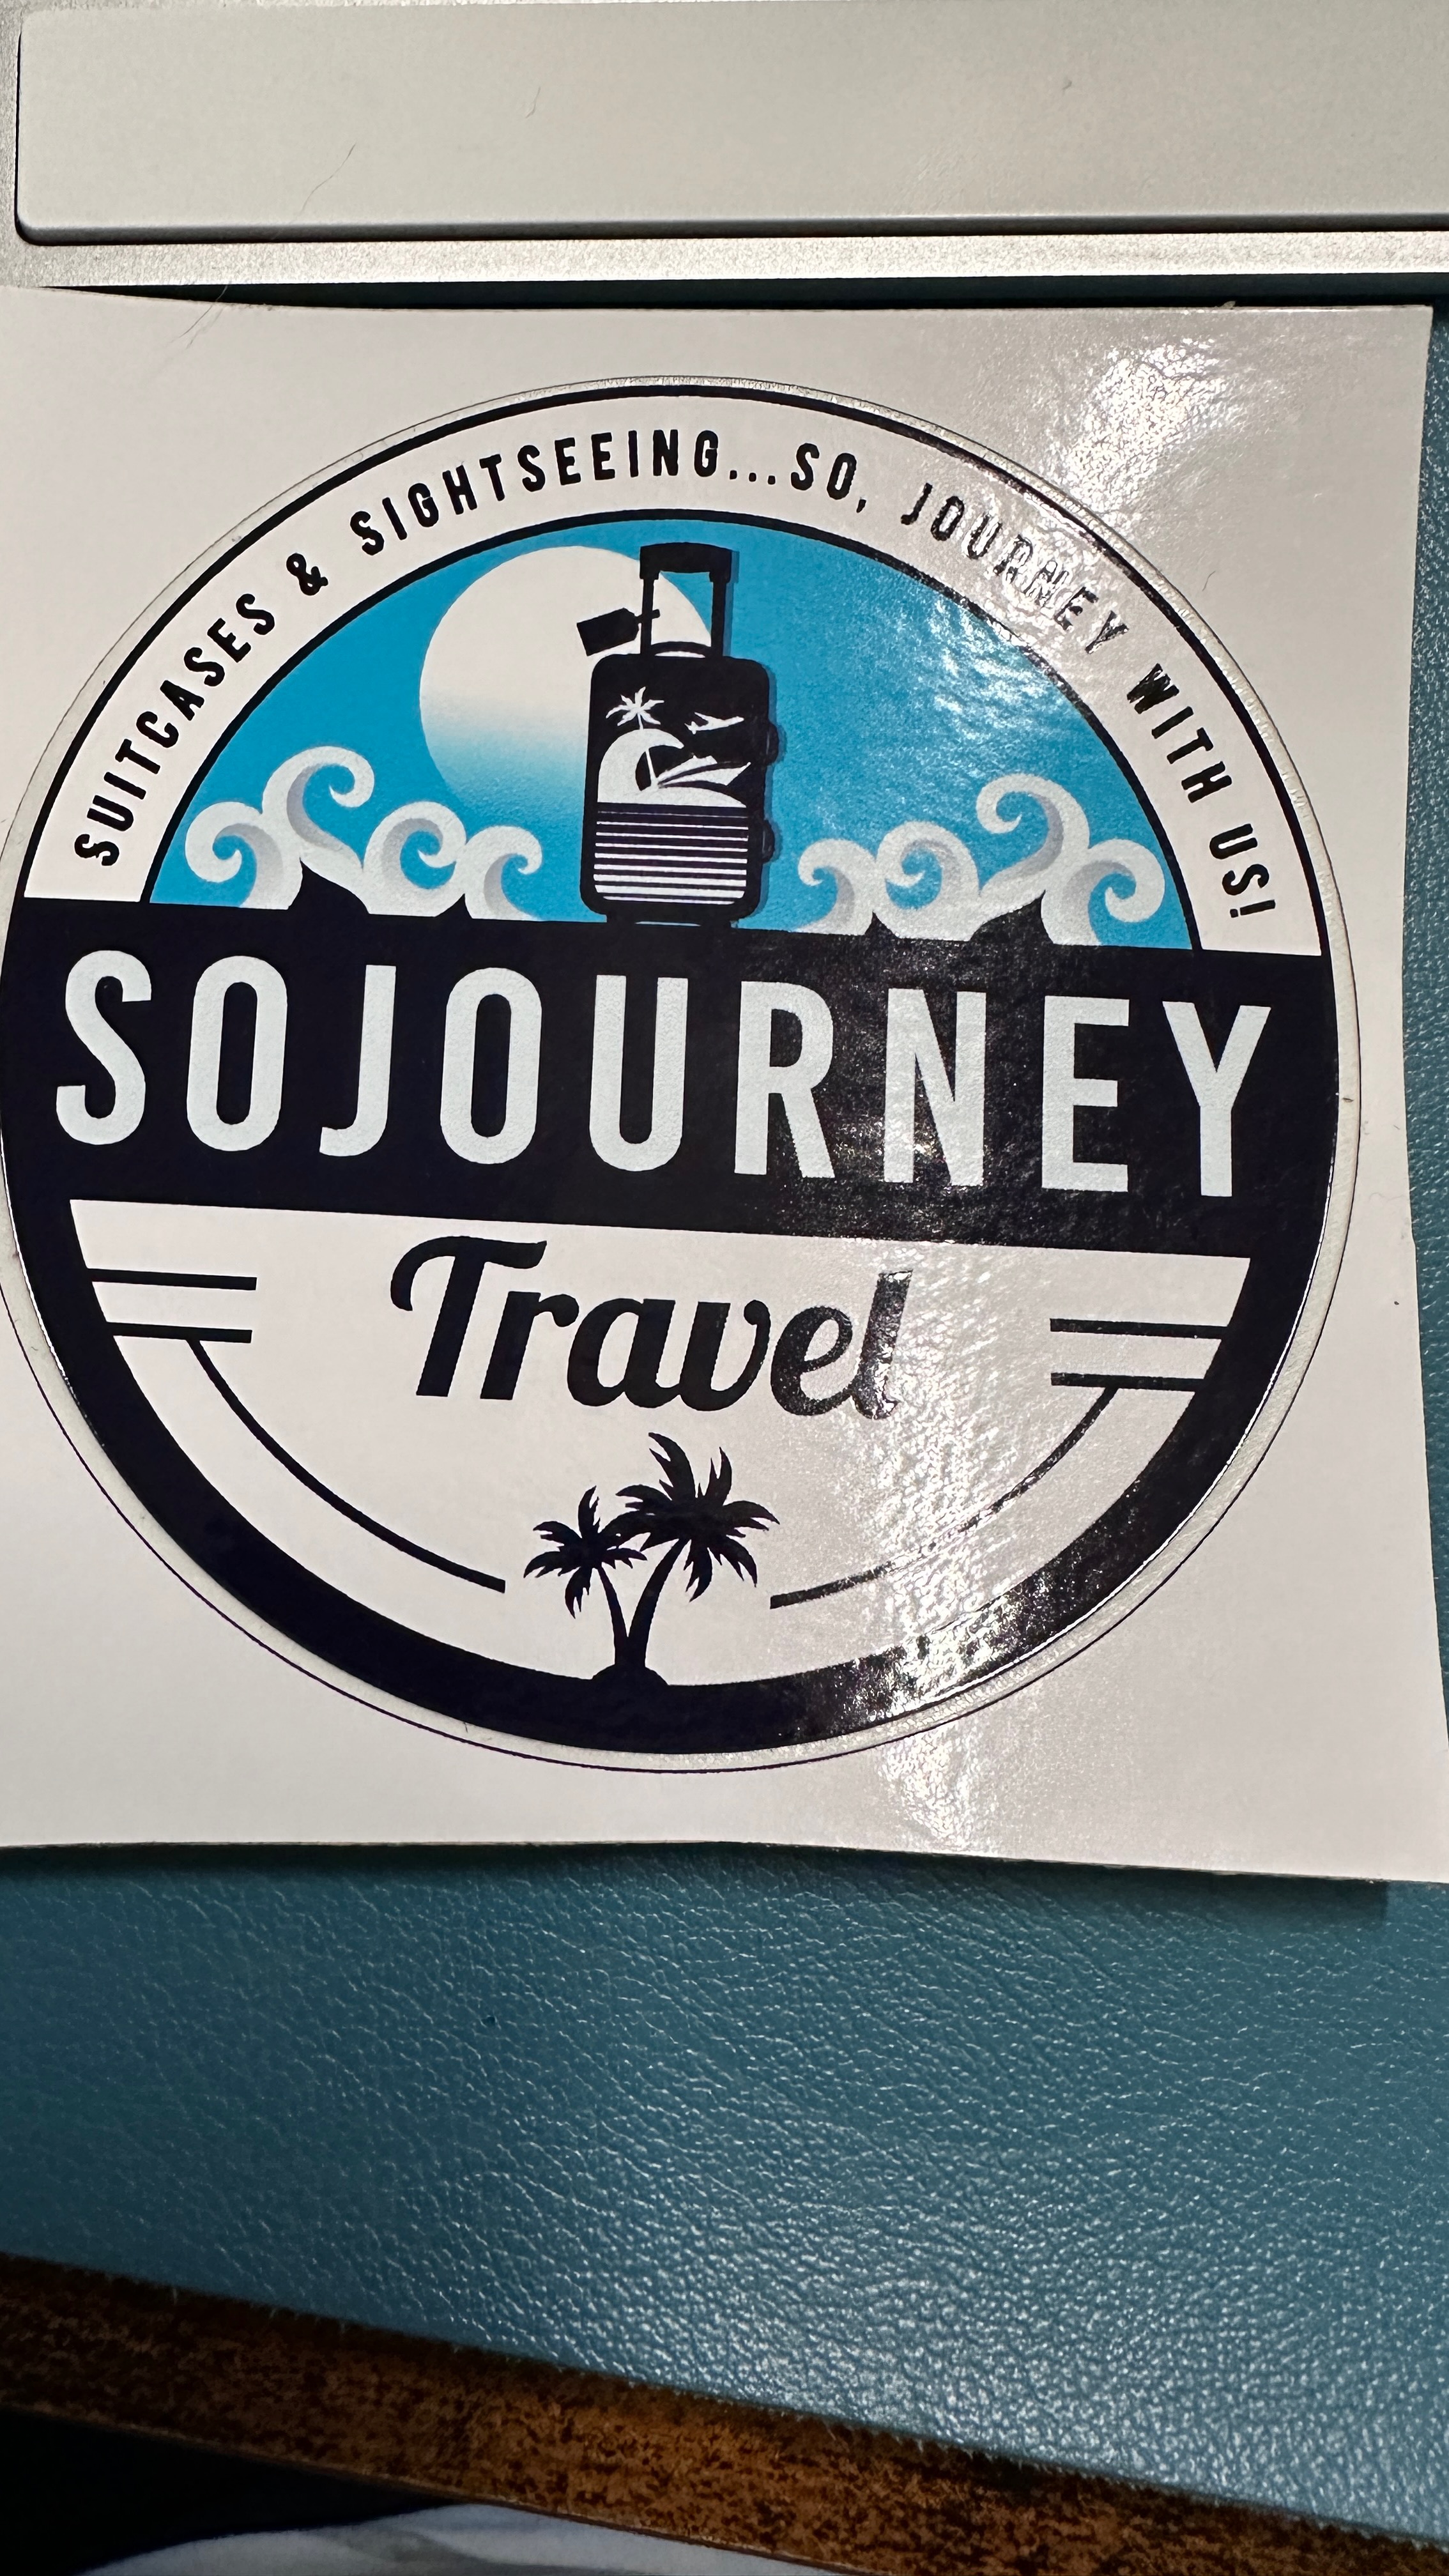 SUITCASES & SIGHTSEEING...SO, JOURNEY WITH US!
SOJOURNEY
Travel